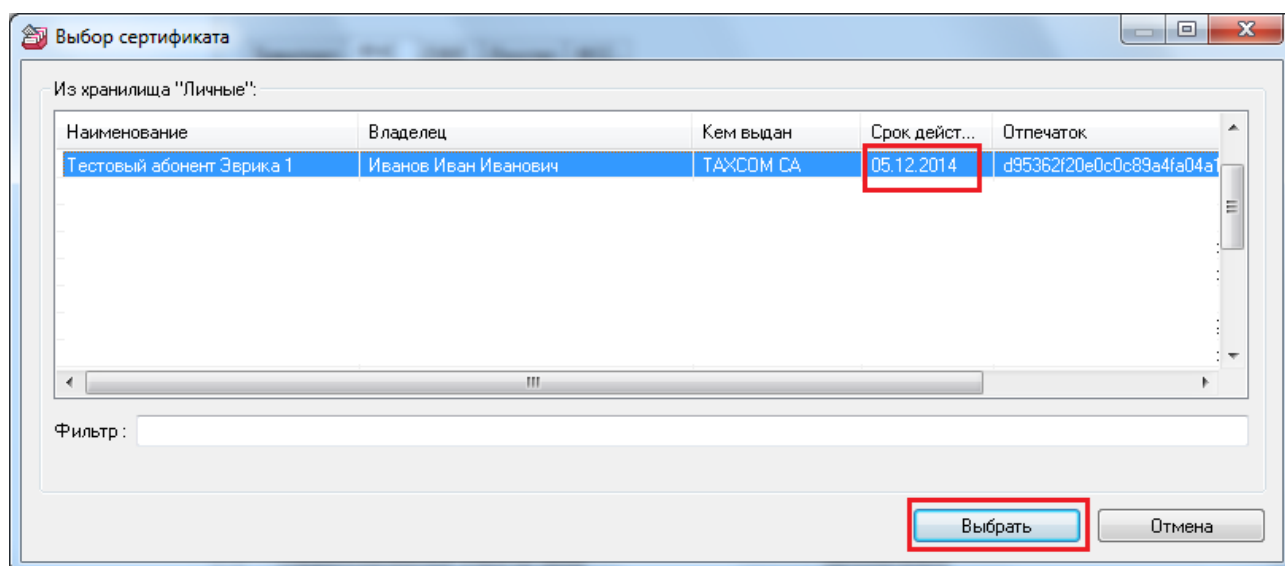 Выбор сертификата
Из хранилища "Личные":
Наименование Владелец Кем выдан Срок дейст... Отпечаток
Тестовый абонент Эврика 1 Иванов Иван Иванович TAXCOM CA 05.12.2014 d95362f20e0c0c89a4fa04a1
Фильтр :
Выбрать Отмена